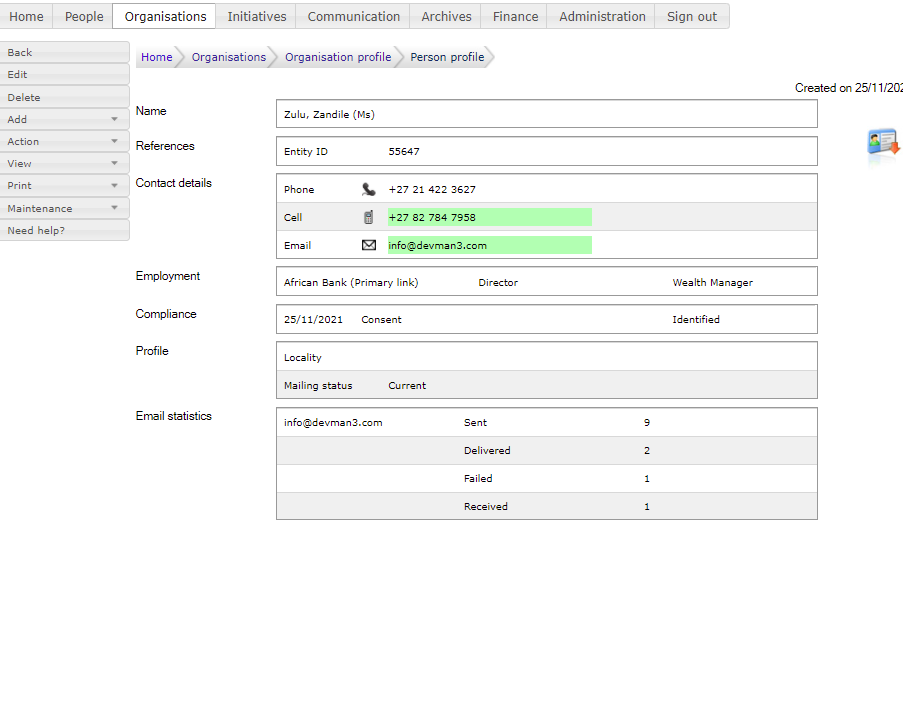 Home People Organisations Initiatives Communication Archives Finance Administration Sign out
Back
Edit
Delete
Add
Action
View
Print
Maintenance
Need help?
Home Organisations Organisation profile Person profile
Created on 25/11/202
Name
Zulu, Zandile (Ms)
References
Entity ID 55647
Contact details
Phone +27 21 422 3627
Cell +27 82 784 7958
Email info@devman3.com
Employment
African Bank (Primary link) Director Wealth Manager
Compliance
25/11/2021 Consent Identified
Profile
Locality
Mailing status Current
Email statistics
info@devman3.com Sent 9
Delivered 2
Failed 1
Received 1